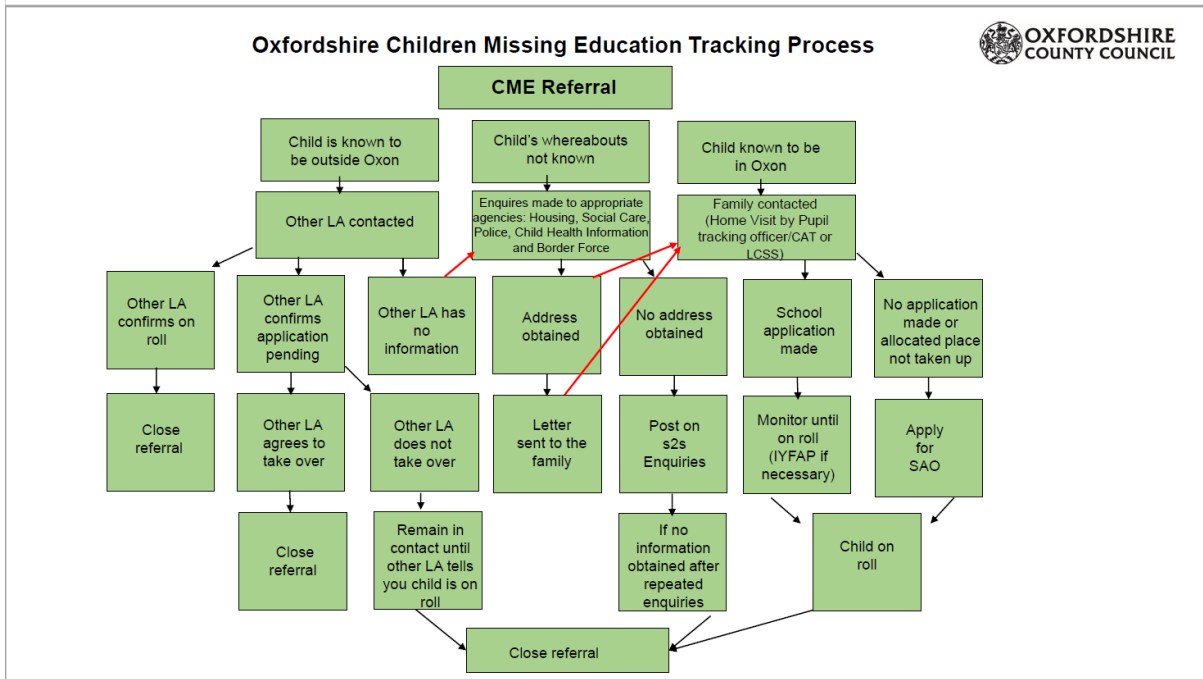 Oxfordshire Children Missing Education Tracking Process
OXFORDSHIRE
COUNTY COUNCIL
CME Referral
Child is known to
be outside Oxon
Child's whereabouts
not known
Child known to be
in Oxon
Other LA contacted
Enquires made to appropriate
agencies: Housing, Social Care,
Police, Child Health Information
and Border Force
Family contacted
(Home Visit by Pupil
tracking officer/CAT or
LCSS)
Other LA
confirms on
roll
Other LA
confirms
application
pending
Other LA has
no
information
Address
obtained
No address
obtained
School
application
made
No application
made or
allocated place
not taken up
Close
referral
Other LA
agrees to
take over
Other LA
does not
take over
Letter
sent to the
family
Post on
s2s
Enquiries
Monitor until
on roll
(IYFAP if
necessary)
Apply
for
SAO
Close
referral
Remain in
contact until
other LA tells
you child is on
roll
If no
information
obtained after
repeated
enquiries
Child on
roll
Close referral